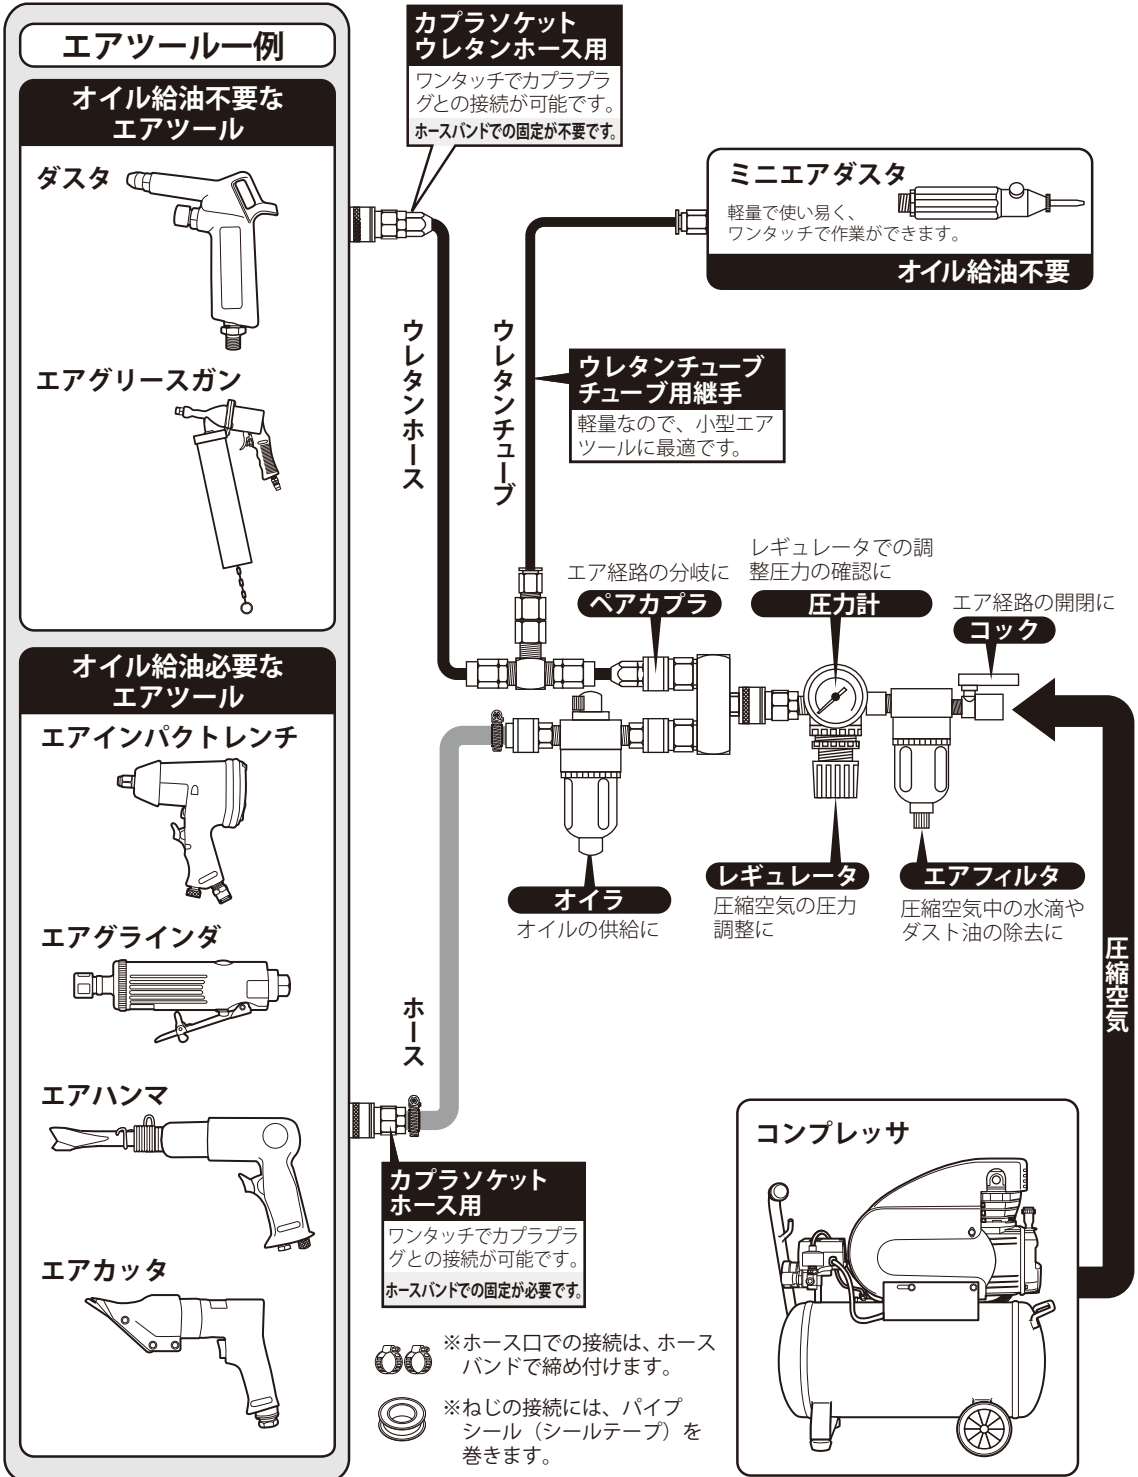 エアツール一例
オイル給油不要な
エアツール
ダスタ
エアグリースガン
オイル給油必要な
エアツール
エアインパクトレンチ
エアグラインダ
エアハンマ
エアカッタ
カプラソケット
ウレタンホース用
ワンタッチでカプラプラ
グとの接続が可能です。
ホースバンドでの固定が不要です。
ミニエアダスタ
軽量で使い易く、
ワンタッチで作業ができます。
オイル給油不要
ウレタンホース
ウレタンチューブ
ウレタンチューブ
チューブ用継手
軽量なので、小型エア
ツールに最適です。
エア経路の分岐に
ペアカプラ
レギュレータでの調
整圧力の確認に
圧力計
エア経路の開閉に
コック
オイラ
オイルの供給に
レギュレータ
圧縮空気の圧力
調整に
エアフィルタ
圧縮空気中の水滴や
ダスト油の除去に
圧縮空気
ホース
カプラソケット
ホース用
ワンタッチでカプラプラ
グとの接続が可能です。
ホースバンドでの固定が必要です。
※ホース口での接続は、ホース
バンドで締め付けます。
※ねじの接続には、パイプ
シール（シールテープ）を
巻きます。
コンプレッサ